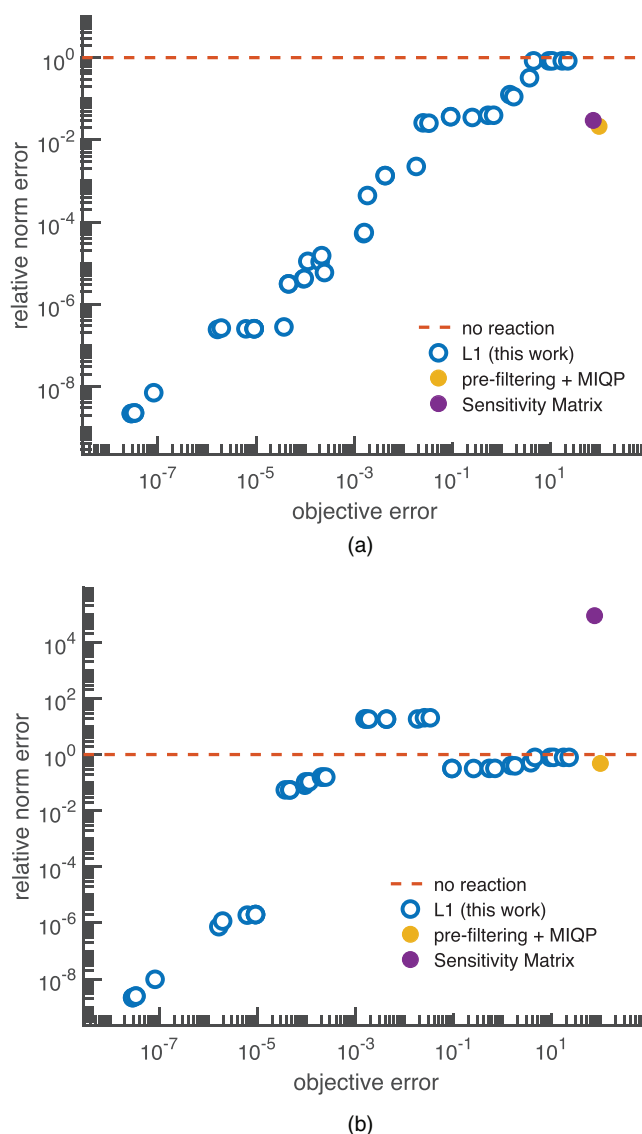 10^0
10^-2
10^-4
10^-6
10^-8
relative norm error
no reaction
L1 (this work)
pre-filtering + MIQP
Sensitivity Matrix
10^-7
10^-5
10^-3
10^-1
10^1
objective error
(a)
10^4
10^2
10^0
10^-2
10^-4
10^-6
10^-8
relative norm error
no reaction
L1 (this work)
pre-filtering + MIQP
Sensitivity Matrix
10^-7
10^-5
10^-3
10^-1
10^1
objective error
(b)